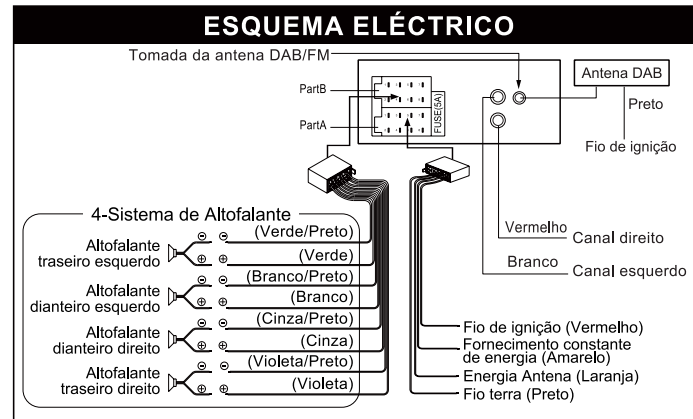 ESQUEMA ELÉCTRICO
Tomada da antena DAB/FM
Antena DAB
PartB
PartA
FUSE(5A)
Preto
Fio de ignição
4-Sistema de Altofalante
Vermelho
Canal direito
Branco
Canal esquerdo
Altofalante
traseiro esquerdo
(Verde/Preto)
(Verde)
Altofalante
dianteiro esquerdo
(Branco/Preto)
(Branco)
Altofalante
dianteiro direito
(Cinza/Preto)
(Cinza)
Altofalante
traseiro direito
(Violeta/Preto)
(Violeta)
Fio de ignição (Vermelho)
Fornecimento constante
de energia (Amarelo)
Energia Antena (Laranja)
Fio terra (Preto)